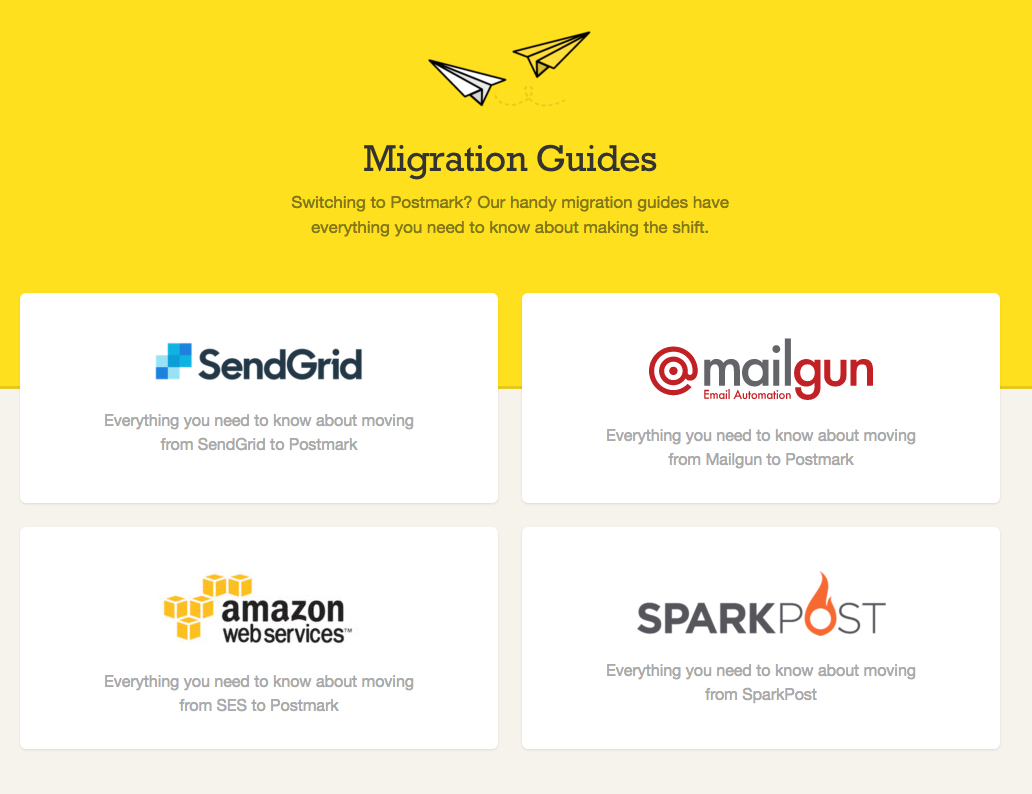 Migration Guides
Switching to Postmark? Our handy migration guides have
everything you need to know about making the shift.
SendGrid
Everything you need to know about moving
from SendGrid to Postmark
@mailgun
Email Automation
Everything you need to know about moving
from Mailgun to Postmark
amazon
web services™
Everything you need to know about moving
from SES to Postmark
SPARKPOST
Everything you need to know about moving
from SparkPost